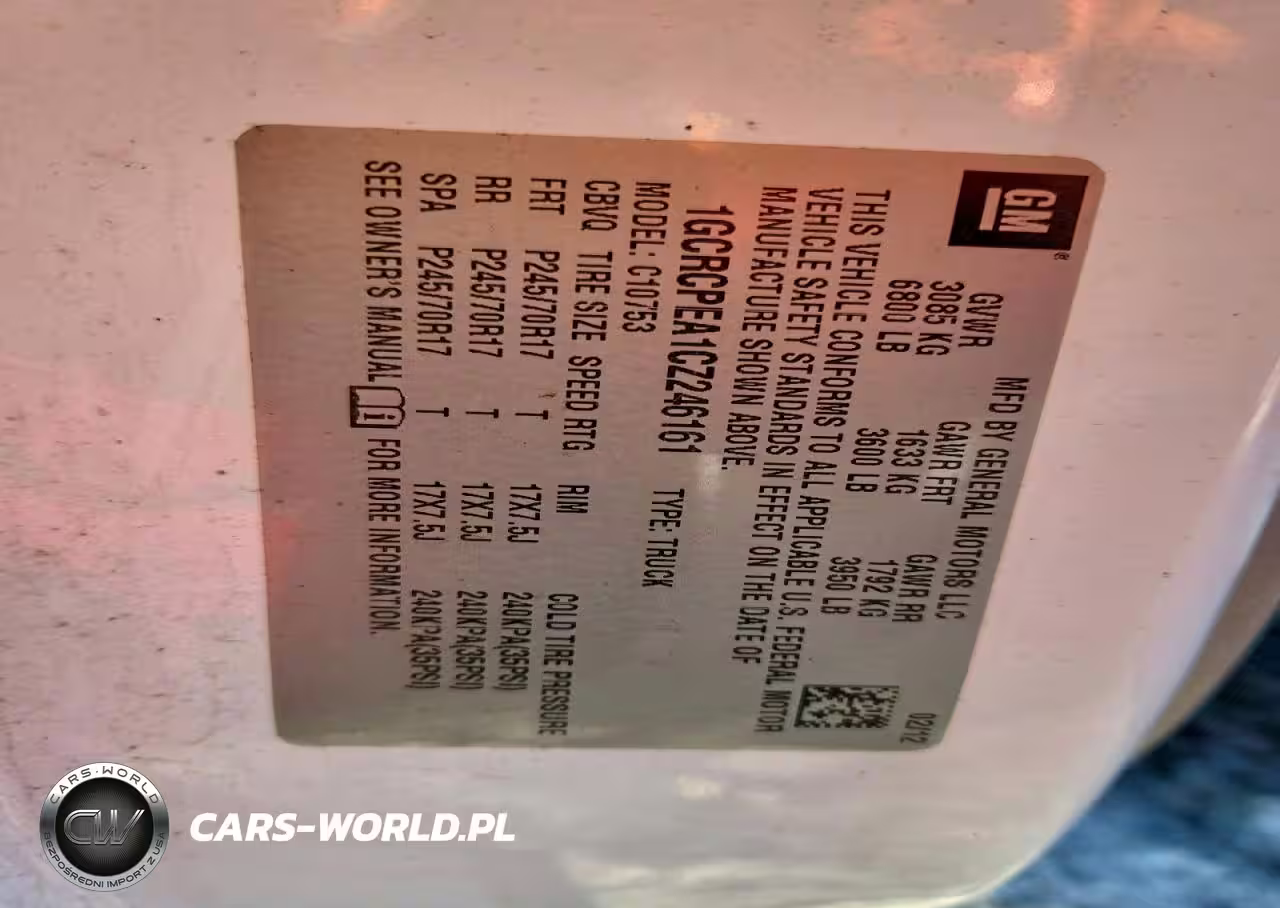 GM ®
MFD BY GENERAL MOTORS LLC 02/12
GVWR GAWR FRT GAWR RR
3085 KG 1633 KG 1792 KG
6800 LB 3600 LB 3950 LB
THIS VEHICLE CONFORMS TO ALL APPLICABLE U.S. FEDERAL MOTOR
VEHICLE SAFETY STANDARDS IN EFFECT ON THE DATE OF
MANUFACTURE SHOWN ABOVE.
1GCRCPEA1CZ246161 TYPE: TRUCK
MODEL: C10753
CBVQ TIRE SIZE SPEED RTG RIM COLD TIRE PRESSURE
FRT P245/70R17 T 17X7.5J 240KPA(35PSI)
RR P245/70R17 T 17X7.5J 240KPA(35PSI)
SPA P245/70R17 T 17X7.5J 240KPA(35PSI)
SEE OWNER'S MANUAL i FOR MORE INFORMATION.
CARS-WORLD
CW
BEZPOŚREDNI IMPORT Z USA
CARS-WORLD.PL